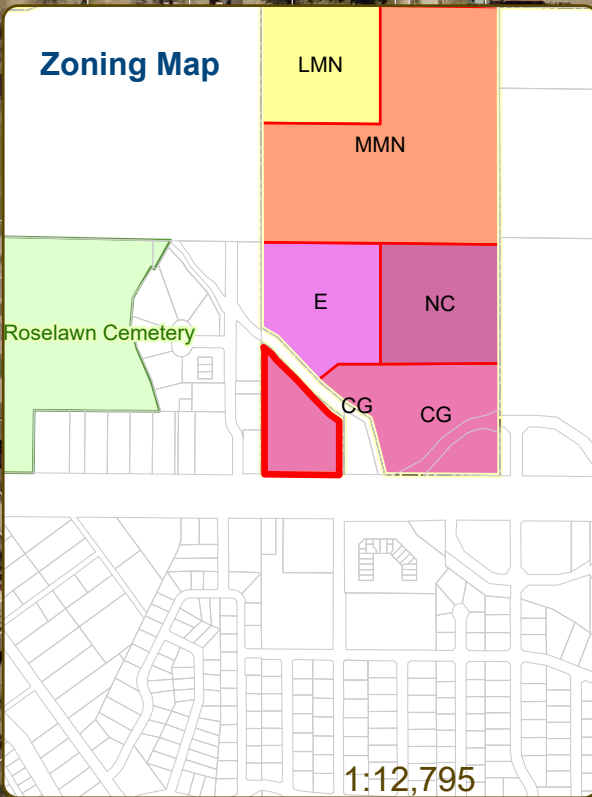 Zoning Map
LMN
MMN
E
NC
Roselawn Cemetery
CG
CG
1:12,795